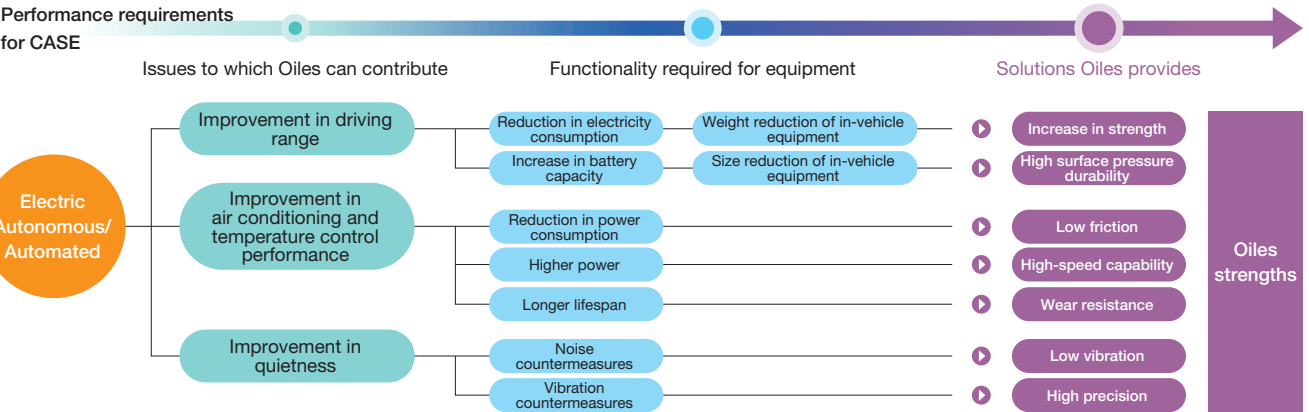 Performance requirements
for CASE
Issues to which Oiles can contribute
Functionality required for equipment
Solutions Oiles provides
Electric
Autonomous/
Automated
Improvement in driving
range
Reduction in electricity
consumption
Weight reduction of in-vehicle
equipment
Increase in strength
Increase in battery
capacity
Size reduction of in-vehicle
equipment
High surface pressure
durability
Improvement in
air conditioning and
temperature control
performance
Reduction in power
consumption
Low friction
Higher power
High-speed capability
Longer lifespan
Wear resistance
Improvement in
quietness
Noise
countermeasures
Low vibration
Vibration
countermeasures
High precision
Oiles
strengths